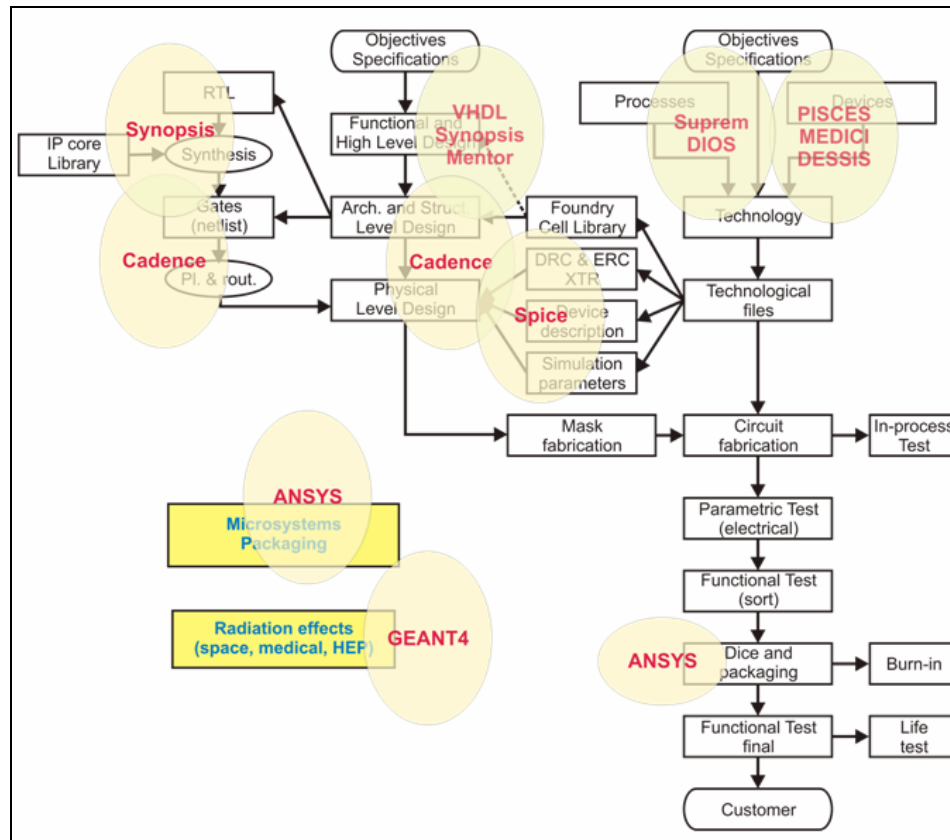 Objectives
Specifications
Objectives
Specifications
RTL
Synopsis
IP core
Library
Synthesis
Functional and
High Level Design
VHDL
Synopsis
Mentor
Processes
Suprem
DIOS
Devices
PISCES
MEDICI
DESSIS
Gates
(netlist)
Arch. and Struct.
Level Design
Foundry
Cell Library
Technology
Cadence
Pl. & rout.
Cadence
Physical
Level Design
DRC & ERC
XTR
Spice
Device
description
Simulation
parameters
Technological
files
Mask
fabrication
Circuit
fabrication
In-process
Test
ANSYS
Microsystems
Packaging
Parametric Test
(electrical)
Functional Test
(sort)
Radiation effects
(space, medical, HEP)
GEANT4
ANSYS
Dice and
packaging
Burn-in
Functional Test
final
Life
test
Customer